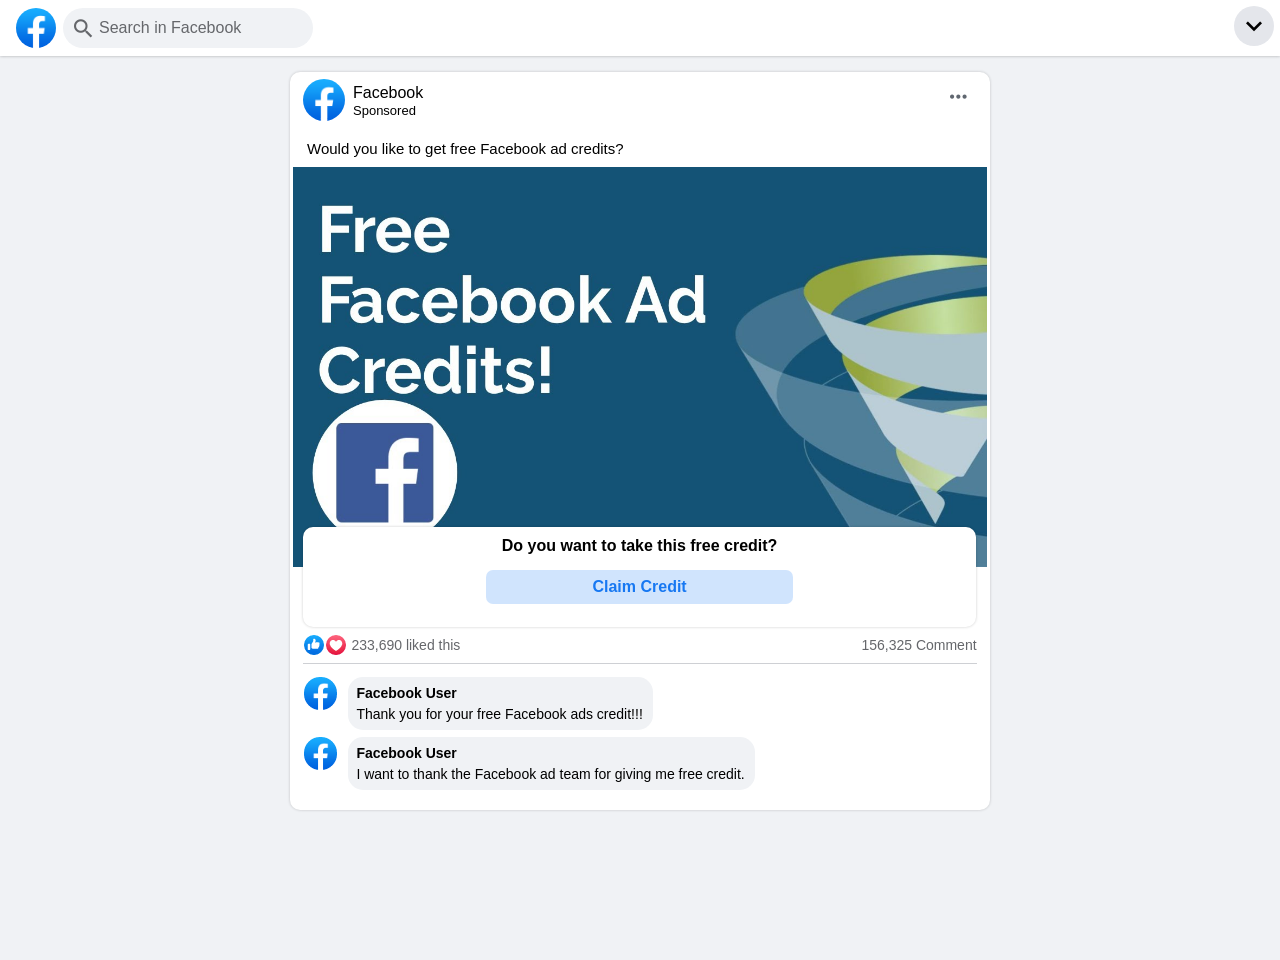 Search in Facebook
Facebook
Sponsored
Would you like to get free Facebook ad credits?
Free
Facebook Ad
Credits!
Do you want to take this free credit?
Claim Credit
233,690 liked this
156,325 Comment
Facebook User
Thank you for your free Facebook ads credit!!!
Facebook User
I want to thank the Facebook ad team for giving me free credit.